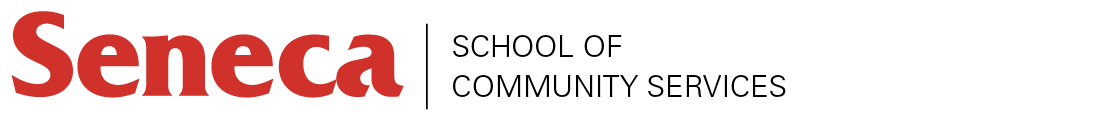 Seneca
SCHOOL OF
COMMUNITY SERVICES